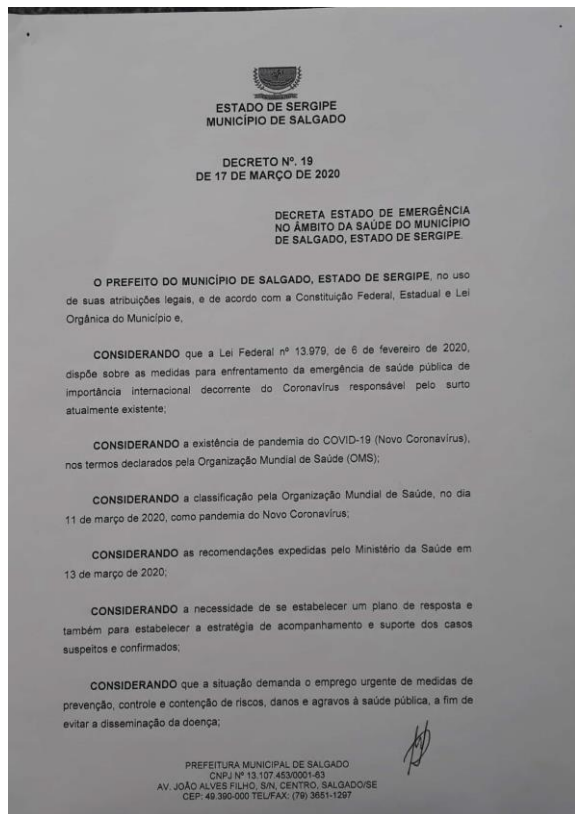 ESTADO DE SERGIPE
MUNICÍPIO DE SALGADO
DECRETO Nº. 19
DE 17 DE MARÇO DE 2020
DECRETA ESTADO DE EMERGÊNCIA
NO ÂMBITO DA SAÚDE DO MUNICÍPIO
DE SALGADO, ESTADO DE SERGIPE.
O PREFEITO DO MUNICÍPIO DE SALGADO, ESTADO DE SERGIPE, no uso
de suas atribuições legais, e de acordo com a Constituição Federal, Estadual e Lei
Orgânica do Município e,
CONSIDERANDO que a Lei Federal nº 13.979, de 6 de fevereiro de 2020,
dispõe sobre as medidas para enfrentamento da emergência de saúde pública de
importância internacional decorrente do Coronavírus responsável pelo surto
atualmente existente;
CONSIDERANDO a existência de pandemia do COVID-19 (Novo Coronavírus),
nos termos declarados pela Organização Mundial de Saúde (OMS);
CONSIDERANDO a classificação pela Organização Mundial de Saúde, no dia
11 de março de 2020, como pandemia do Novo Coronavírus;
CONSIDERANDO as recomendações expedidas pelo Ministério da Saúde em
13 de março de 2020;
CONSIDERANDO a necessidade de se estabelecer um plano de resposta e
também para estabelecer a estratégia de acompanhamento e suporte dos casos
suspeitos e confirmados;
CONSIDERANDO que a situação demanda o emprego urgente de medidas de
prevenção, controle e contenção de riscos, danos e agravos à saúde pública, a fim de
evitar a disseminação da doença;
PREFEITURA MUNICIPAL DE SALGADO
CNPJ Nº 13.107.453/0001-63
AV. JOÃO ALVES FILHO, S/N, CENTRO, SALGADO/SE
CEP: 49.390-000 TEL/FAX: (79) 3651-1297